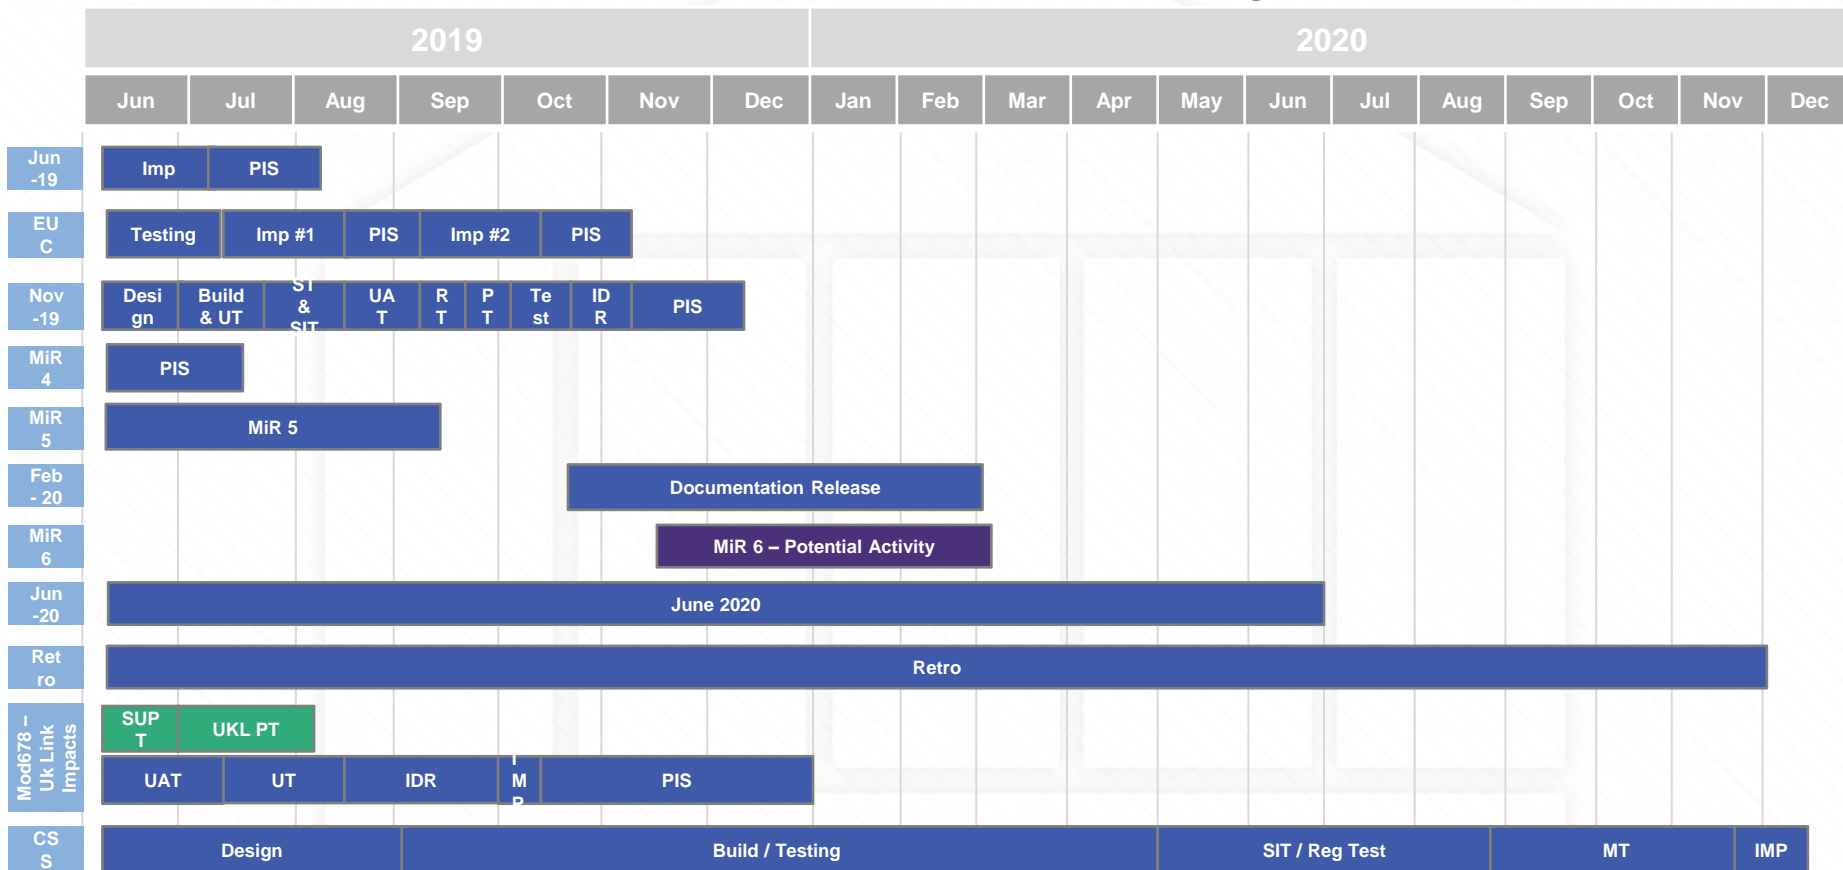 2019
2020
Jun
Jul
Aug
Sep
Oct
Nov
Dec
Jan
Feb
Mar
Apr
May
Jun
Jul
Aug
Sep
Oct
Nov
Dec
Jun
-19
Imp
PIS
EU
C
Testing
Imp #1
PIS
Imp #2
PIS
Nov
-19
Desi
gn
Build
& UT
ST
&
SIT
UA
T
R
T
P
T
Te
st
ID
R
PIS
MiR
4
PIS
MiR
5
MiR 5
Feb
- 20
Documentation Release
MiR
6
MiR 6 – Potential Activity
Jun
-20
June 2020
Ret
ro
Retro
Mod678 –
Uk Link
Impacts
SUP
T
UKL PT
UAT
UT
IDR
I
M
P
PIS
CS
S
Design
Build / Testing
SIT / Reg Test
MT
IMP